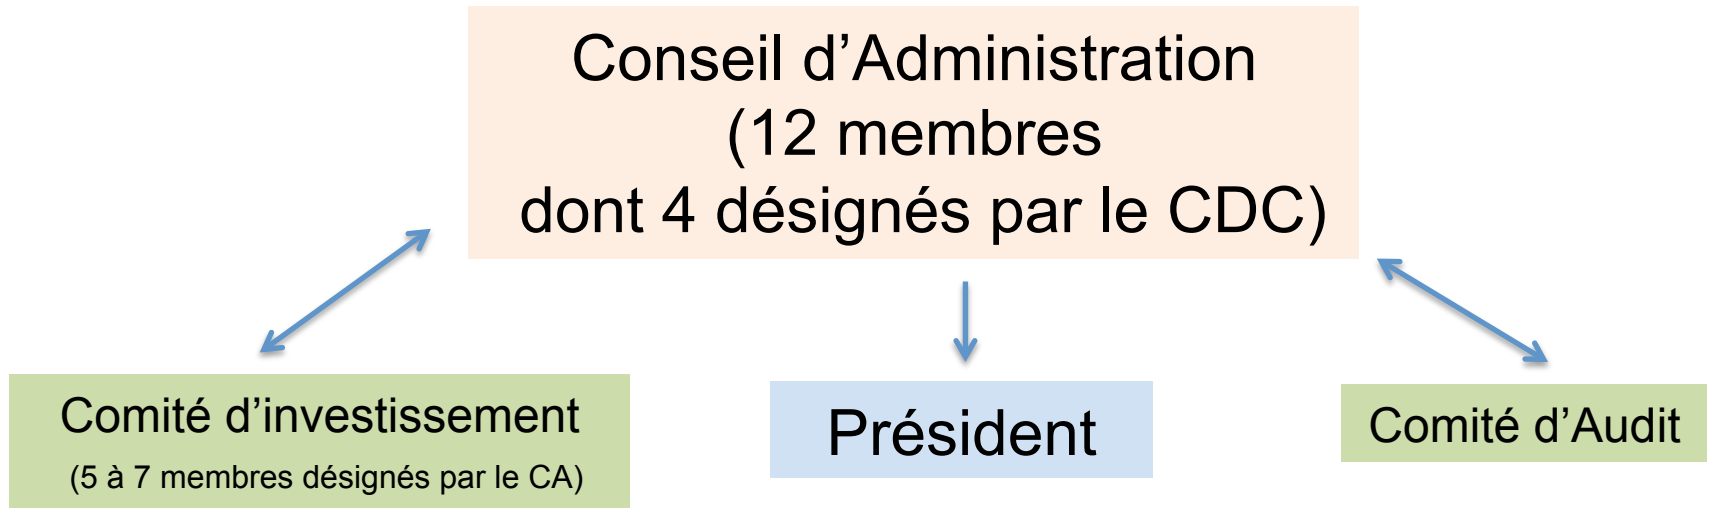 Conseil d’Administration
(12 membres
dont 4 désignés par le CDC)
Comité d’investissement
(5 à 7 membres désignés par le CA)
Président
Comité d’Audit